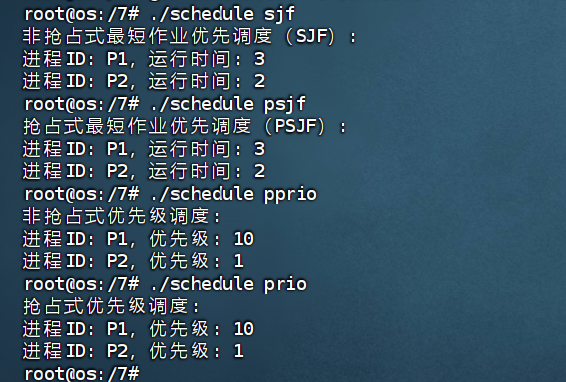 root@os:/7# ./schedule sjf
非抢占式最短作业优先调度（SJF）:
进程ID: P1, 运行时间: 3
进程ID: P2, 运行时间: 2
root@os:/7# ./schedule psjf
抢占式最短作业优先调度（PSJF）:
进程ID: P1, 运行时间: 3
进程ID: P2, 运行时间: 2
root@os:/7# ./schedule pprio
非抢占式优先级调度:
进程ID: P1, 优先级: 10
进程ID: P2, 优先级: 1
root@os:/7# ./schedule prio
抢占式优先级调度:
进程ID: P1, 优先级: 10
进程ID: P2, 优先级: 1
root@os:/7#